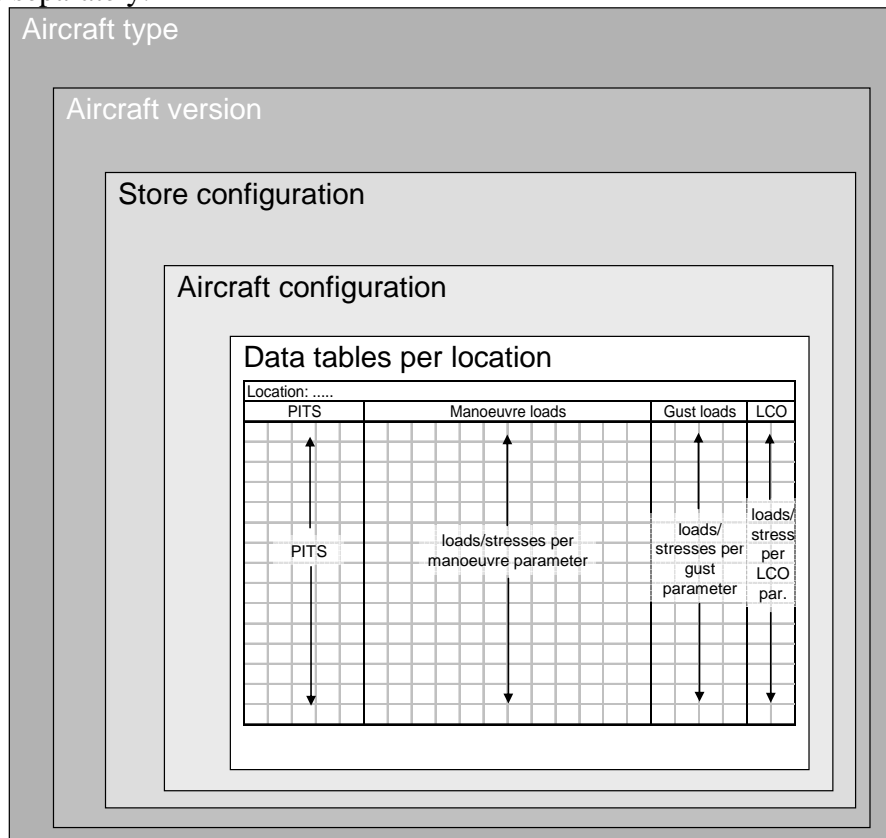 separately.
Aircraft type
Aircraft version
Store configuration
Aircraft configuration
Data tables per location
Location: .....
PITS Manoeuvre loads Gust loads LCO
PITS
loads/stresses per
manoeuvre parameter
loads/
stresses per
gust
parameter
loads/
stress
per
LCO
par.